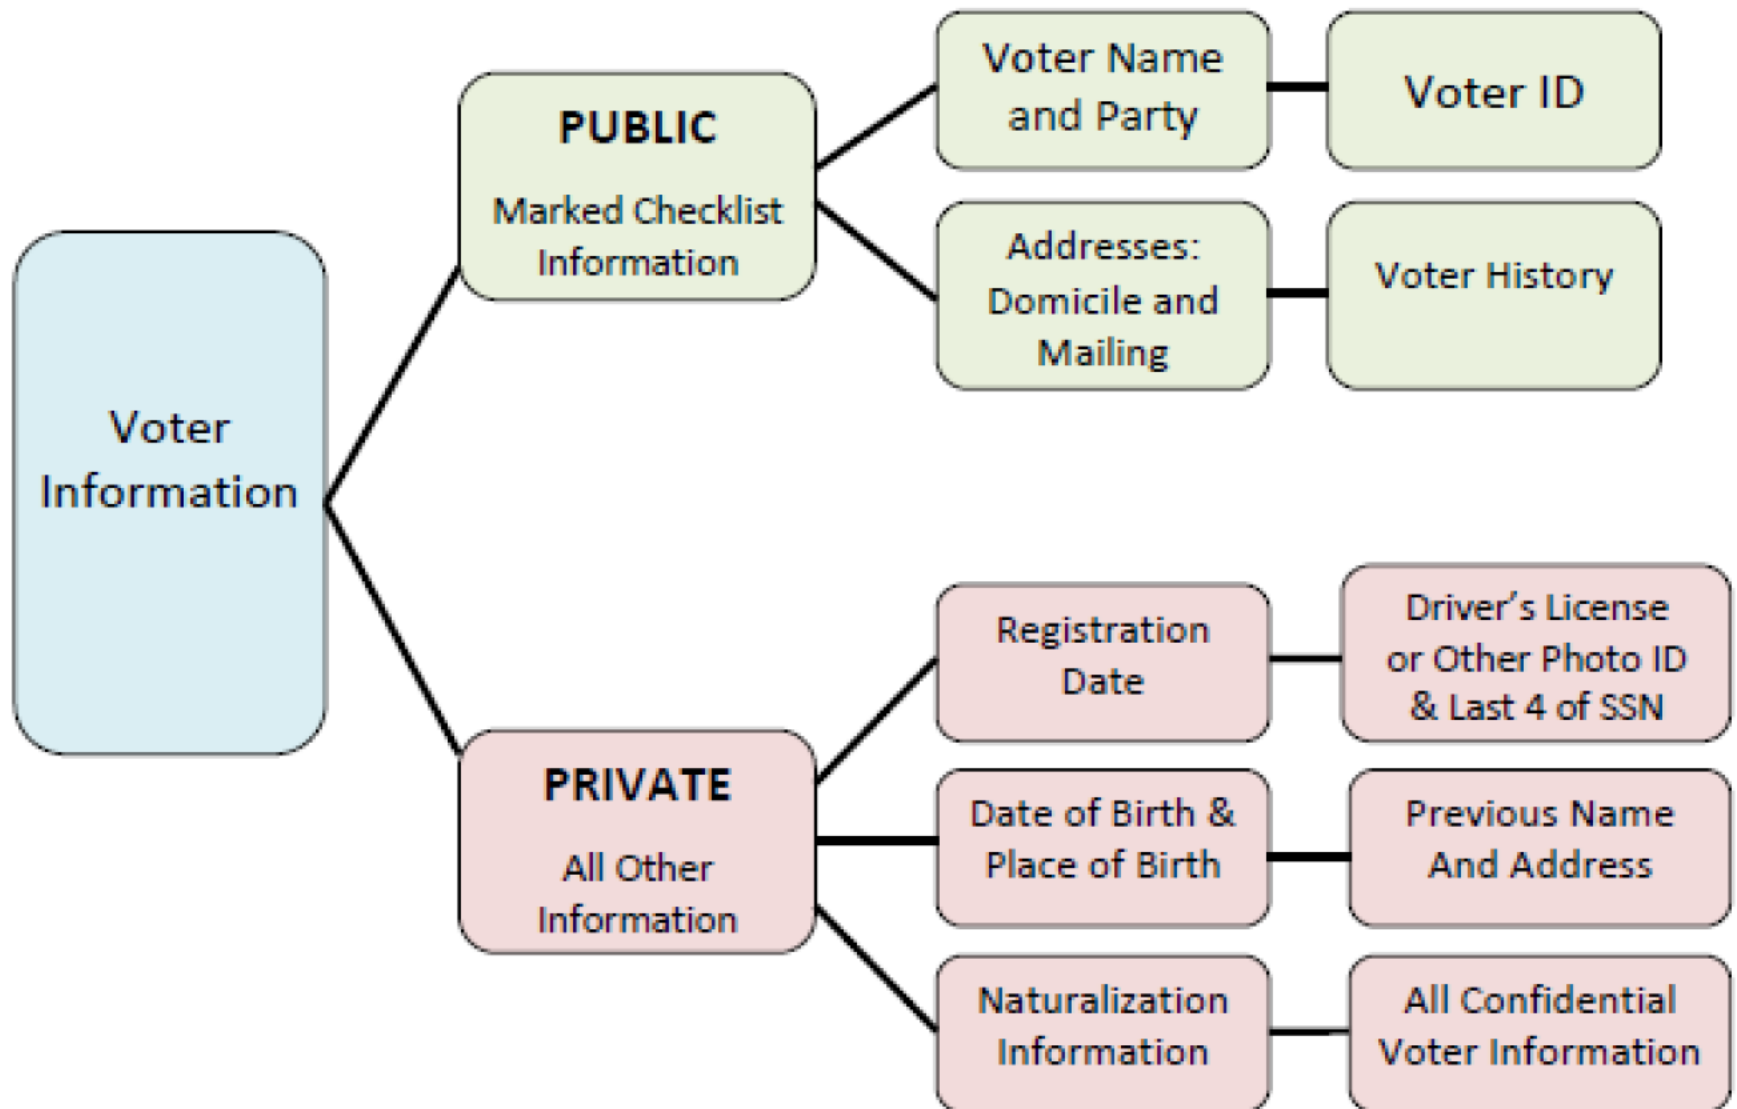 Voter
Information
PUBLIC
Marked Checklist
Information
Voter Name
and Party
Voter ID
Addresses:
Domicile and
Mailing
Voter History
PRIVATE
All Other
Information
Registration
Date
Driver’s License
or Other Photo ID
& Last 4 of SSN
Date of Birth &
Place of Birth
Previous Name
And Address
Naturalization
Information
All Confidential
Voter Information